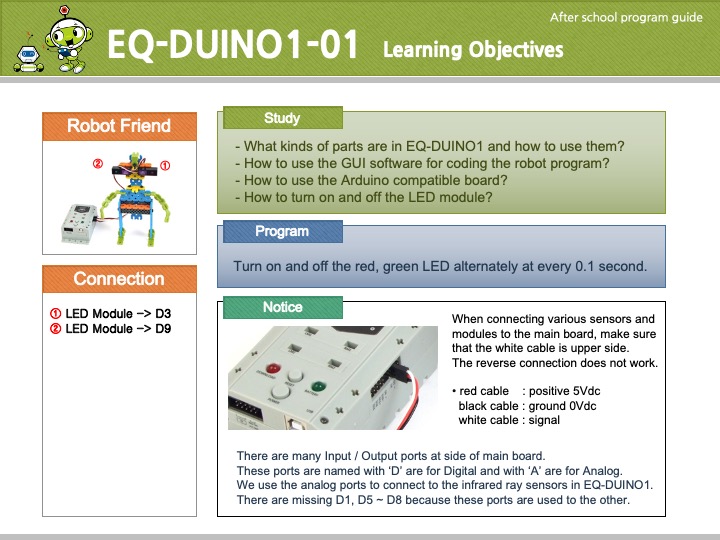 After school program guide
EQ-DUINO1-01 Learning Objectives
Robot Friend
② ①
Connection
① LED Module -> D3
② LED Module -> D9
Study
- What kinds of parts are in EQ-DUINO1 and how to use them?
- How to use the GUI software for coding the robot program?
- How to use the Arduino compatible board?
- How to turn on and off the LED module?
Program
Turn on and off the red, green LED alternately at every 0.1 second.
Notice
When connecting various sensors and
modules to the main board, make sure
that the white cable is upper side.
The reverse connection does not work.
• red cable : positive 5Vdc
black cable : ground 0Vdc
white cable : signal
There are many Input / Output ports at side of main board.
These ports are named with ‘D’ are for Digital and with ‘A’ are for Analog.
We use the analog ports to connect to the infrared ray sensors in EQ-DUINO1.
There are missing D1, D5 ~ D8 because these ports are used to the other.